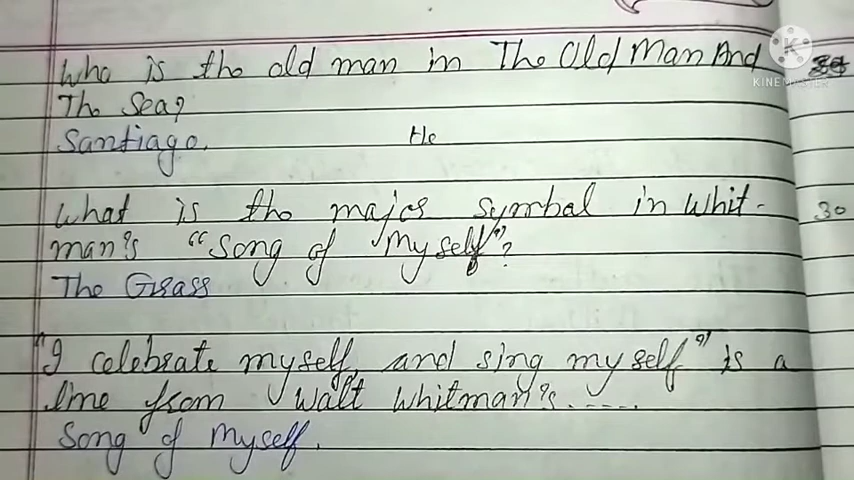 Who is the old man in The Old Man And
The Sea?
Santiago. He
What is the major symbol in Whit-
man's "Song of Myself"?
The Grass
"I celebrate myself, and sing myself" is a
line from Walt Whitman's.....
Song of Myself.
30
K
KINEMASTER